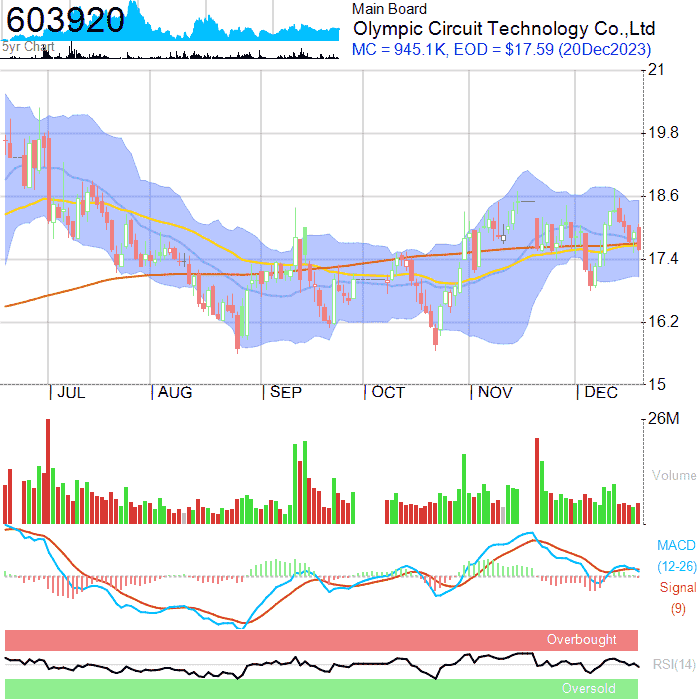 603920
5yr Chart
Main Board
Olympic Circuit Technology Co.,Ltd
MC = 945.1K, EOD = $17.59 (20Dec2023)
21
19.8
18.6
17.4
16.2
15
JUL
AUG
SEP
OCT
NOV
DEC
26M
Volume
MACD
(12-26)
Signal
(9)
Overbought
RSI(14)
Oversold